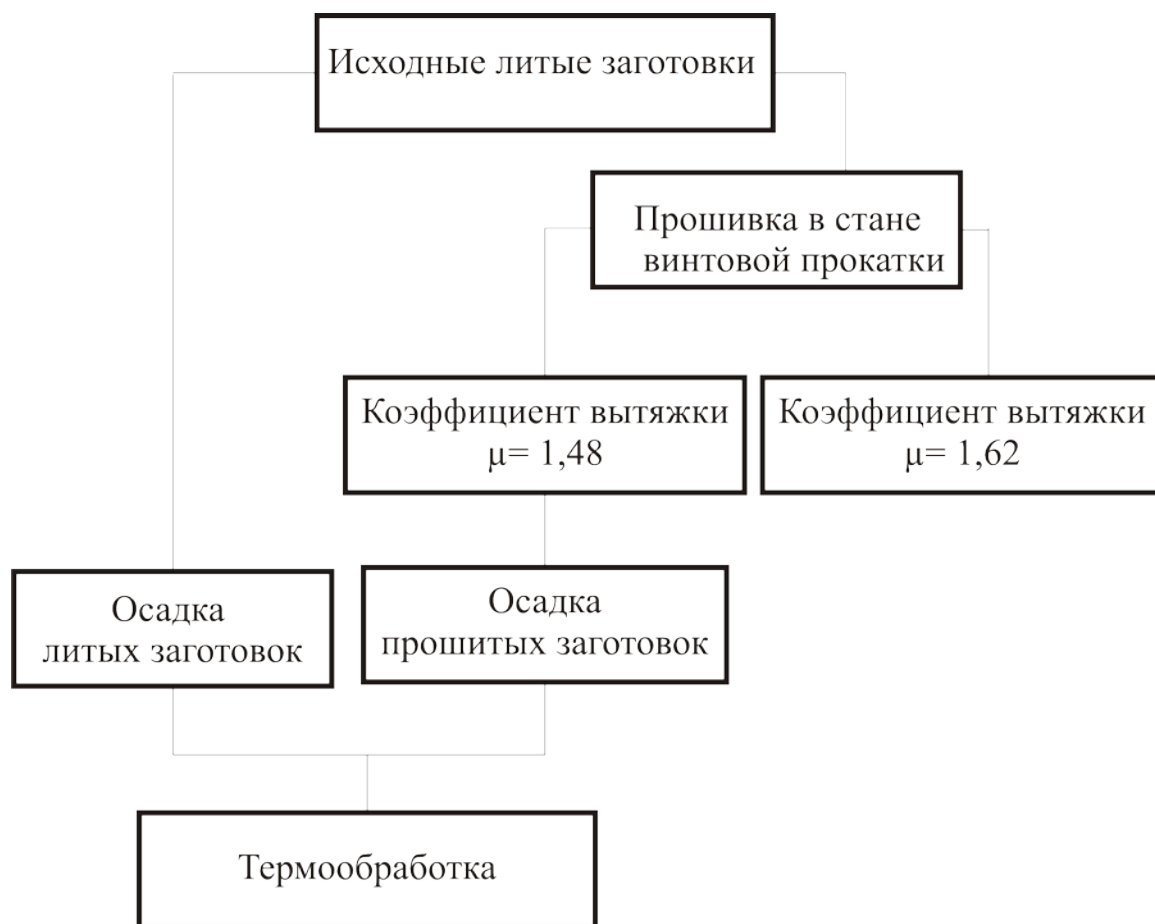 Исходные литые заготовки
Прошивка в стане
винтовой прокатки
Коэффициент вытяжки
μ= 1,48
Коэффициент вытяжки
μ= 1,62
Осадка
литых заготовок
Осадка
прошитых заготовок
Термообработка